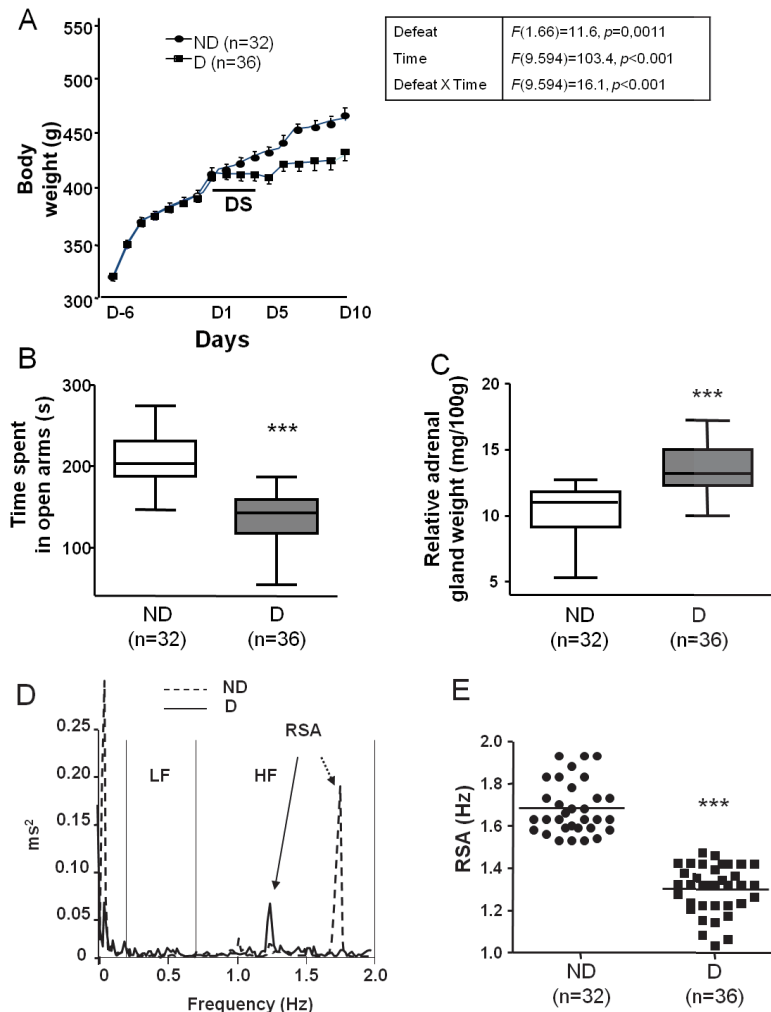 A
550
500
450
400
350
300
Body
weight (g)
ND (n=32)
D (n=36)
DS
D-6
D1
D5
D10
Days
Defeat F(1.66)=11.6, p=0,0011
Time F(9.594)=103.4, p<0.001
Defeat X Time F(9.594)=16.1, p<0.001
B
300
200
100
Time spent
in open arms (s)
***
ND
(n=32)
D
(n=36)
C
20
15
10
5
Relative adrenal
gland weight (mg/100g)
***
ND
(n=32)
D
(n=36)
D
ND
D
RSA
0.25
0.20
0.15
0.10
0.05
0
ms²
LF
HF
0
0.5
1.0
1.5
2.0
Frequency (Hz)
E
2.0
1.8
1.6
1.4
1.2
1.0
RSA (Hz)
***
ND
(n=32)
D
(n=36)